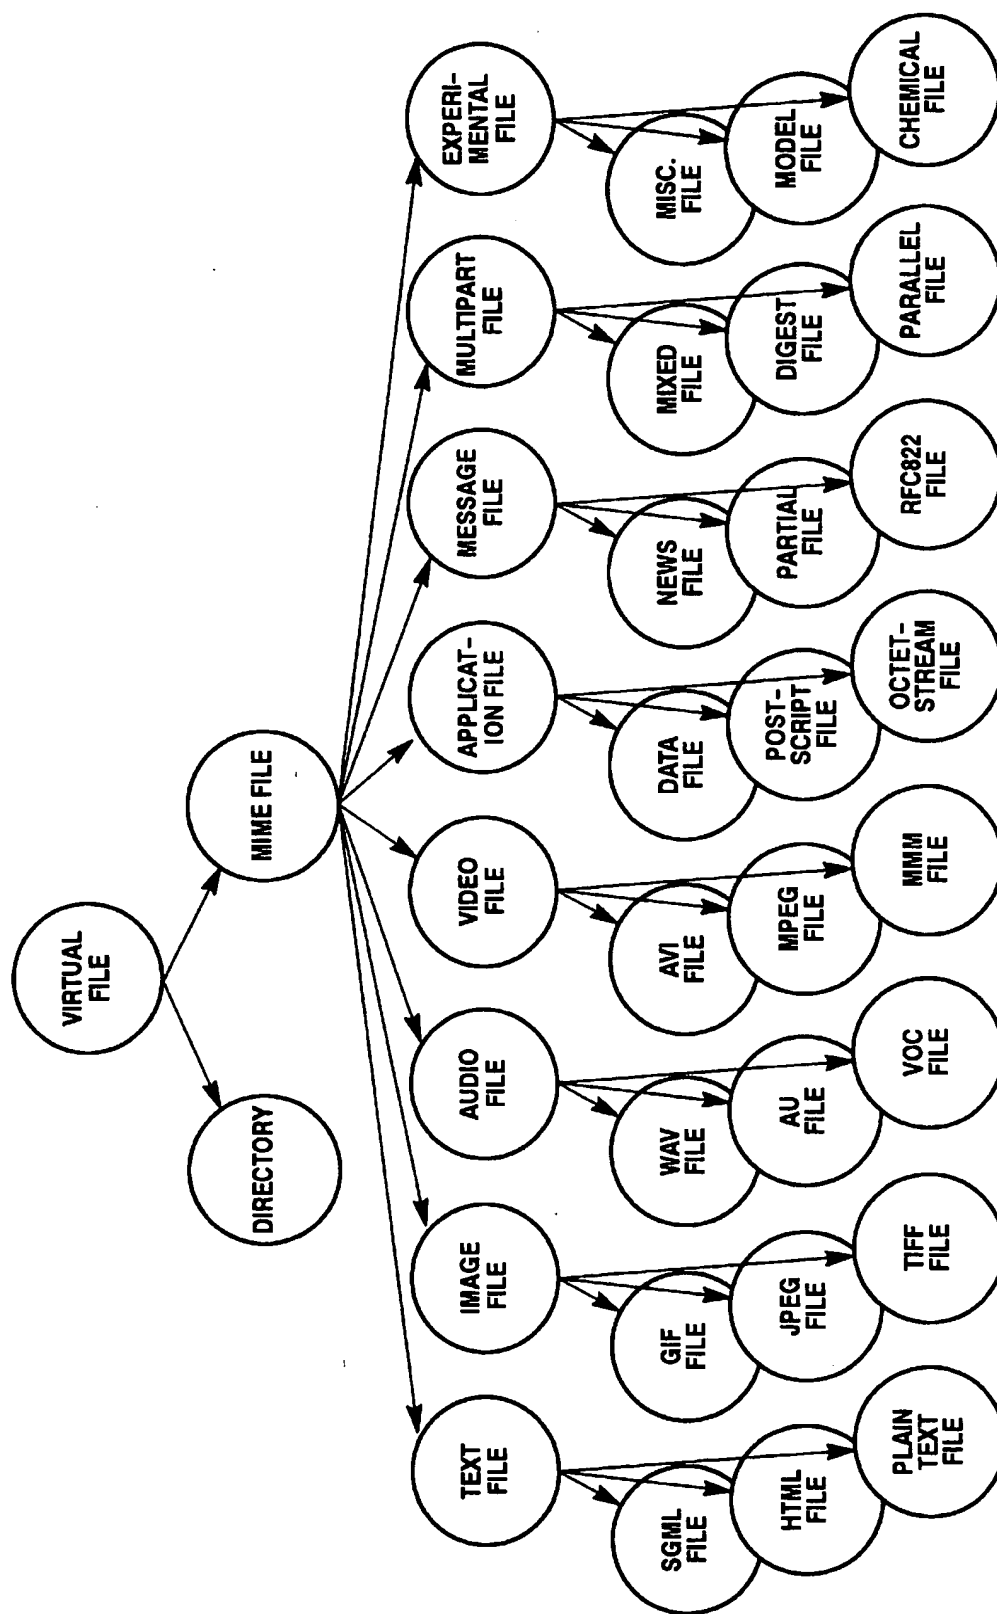 VIRTUAL
FILE
DIRECTORY
MIME FILE
TEXT
FILE
IMAGE
FILE
AUDIO
FILE
VIDEO
FILE
APPLICAT-
ION FILE
MESSAGE
FILE
MULTIPART
FILE
EXPERI-
MENTAL
FILE
SGML
FILE
HTML
FILE
PLAIN
TEXT
FILE
GIF
FILE
JPEG
FILE
TIFF
FILE
WAV
FILE
AU
FILE
VOC
FILE
AVI
FILE
MPEG
FILE
MMM
FILE
DATA
FILE
POST-
SCRIPT
FILE
OCTET-
STREAM
FILE
NEWS
FILE
PARTIAL
FILE
RFC822
FILE
MIXED
FILE
DIGEST
FILE
PARALLEL
FILE
MISC.
FILE
MODEL
FILE
CHEMICAL
FILE